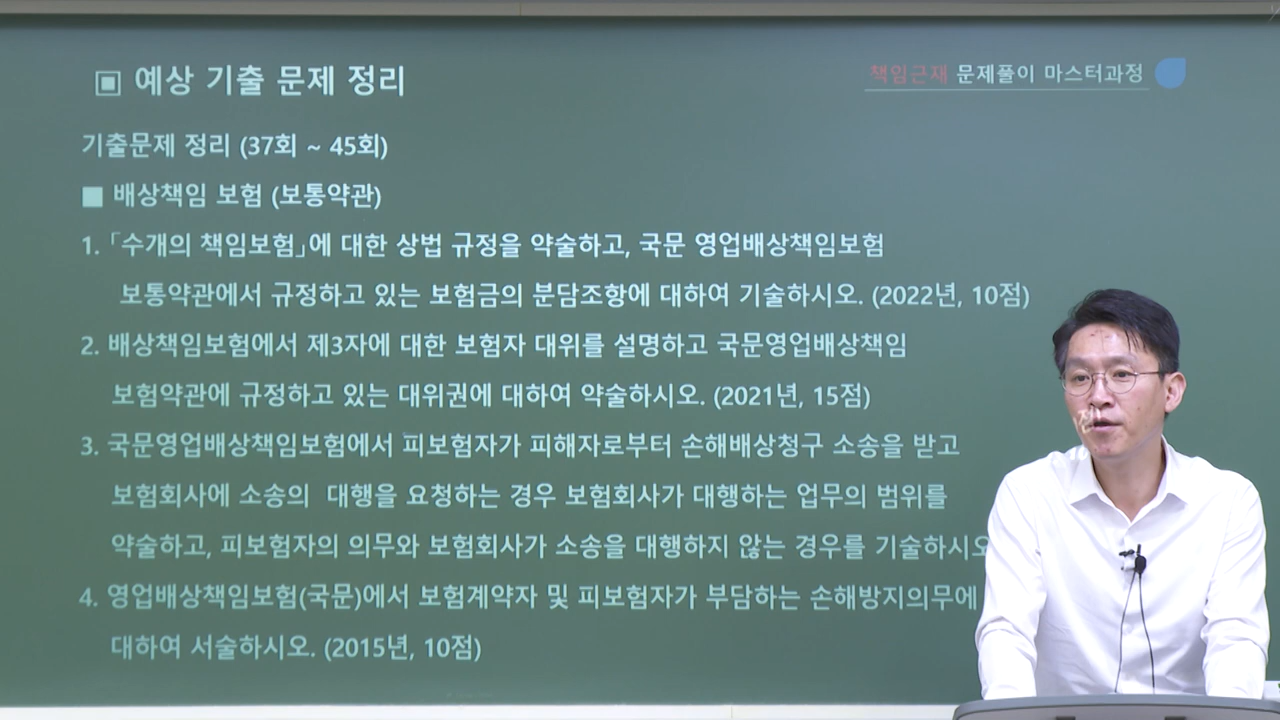 ▣ 예상 기출 문제 정리
책임근재 문제풀이 마스터과정
기출문제 정리 (37회 ~ 45회)
■ 배상책임 보험 (보통약관)
1. 「수개의 책임보험」에 대한 상법 규정을 약술하고, 국문 영업배상책임보험
보통약관에서 규정하고 있는 보험금의 분담조항에 대하여 기술하시오. (2022년, 10점)
2. 배상책임보험에서 제3자에 대한 보험자 대위를 설명하고 국문영업배상책임
보험약관에 규정하고 있는 대위권에 대하여 약술하시오. (2021년, 15점)
3. 국문영업배상책임보험에서 피보험자가 피해자로부터 손해배상청구 소송을 받고
보험회사에 소송의 대행을 요청하는 경우 보험회사가 대행하는 업무의 범위를
약술하고, 피보험자의 의무와 보험회사가 소송을 대행하지 않는 경우를 기술하시오
4. 영업배상책임보험(국문)에서 보험계약자 및 피보험자가 부담하는 손해방지의무에
대하여 서술하시오. (2015년, 10점)